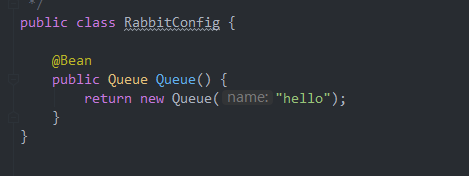 */
public class RabbitConfig {
@Bean
public Queue Queue() {
return new Queue( name: "hello");
}
}